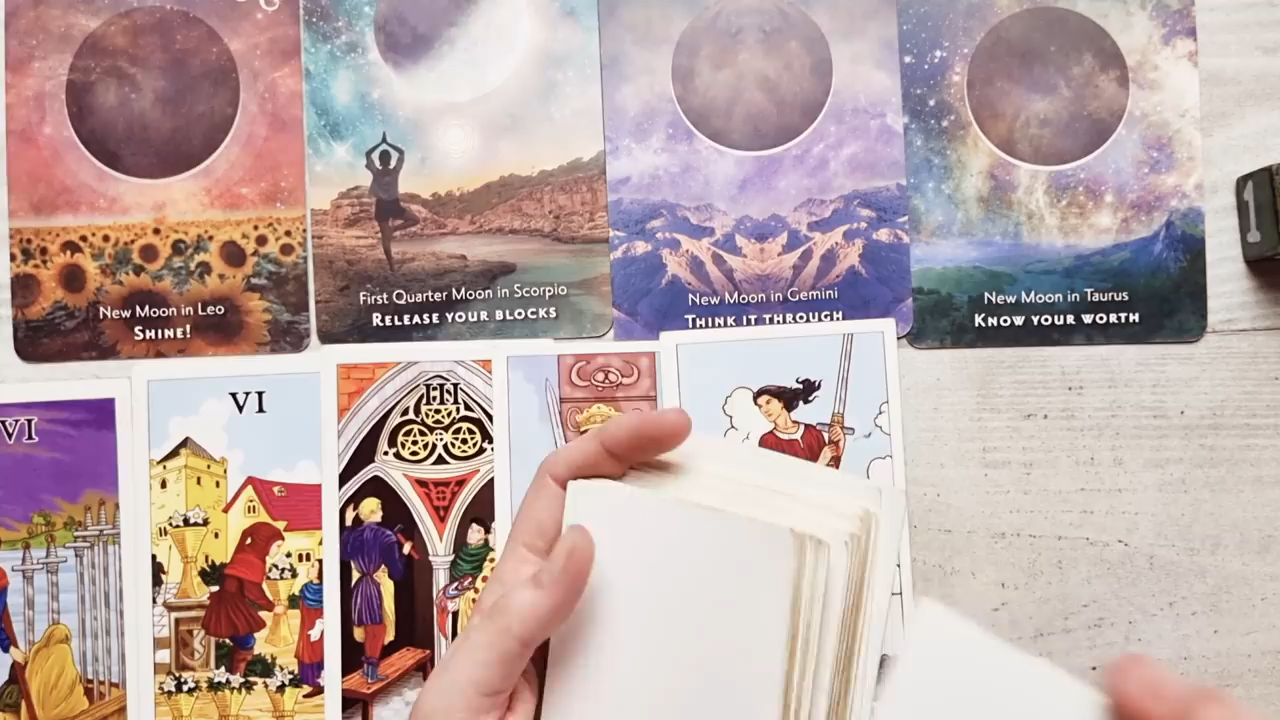 New Moon in Leo
SHINE!
First Quarter Moon in Scorpio
RELEASE YOUR BLOCKS
New Moon in Gemini
THINK IT THROUGH
New Moon in Taurus
KNOW YOUR WORTH
1
VI
VI
III